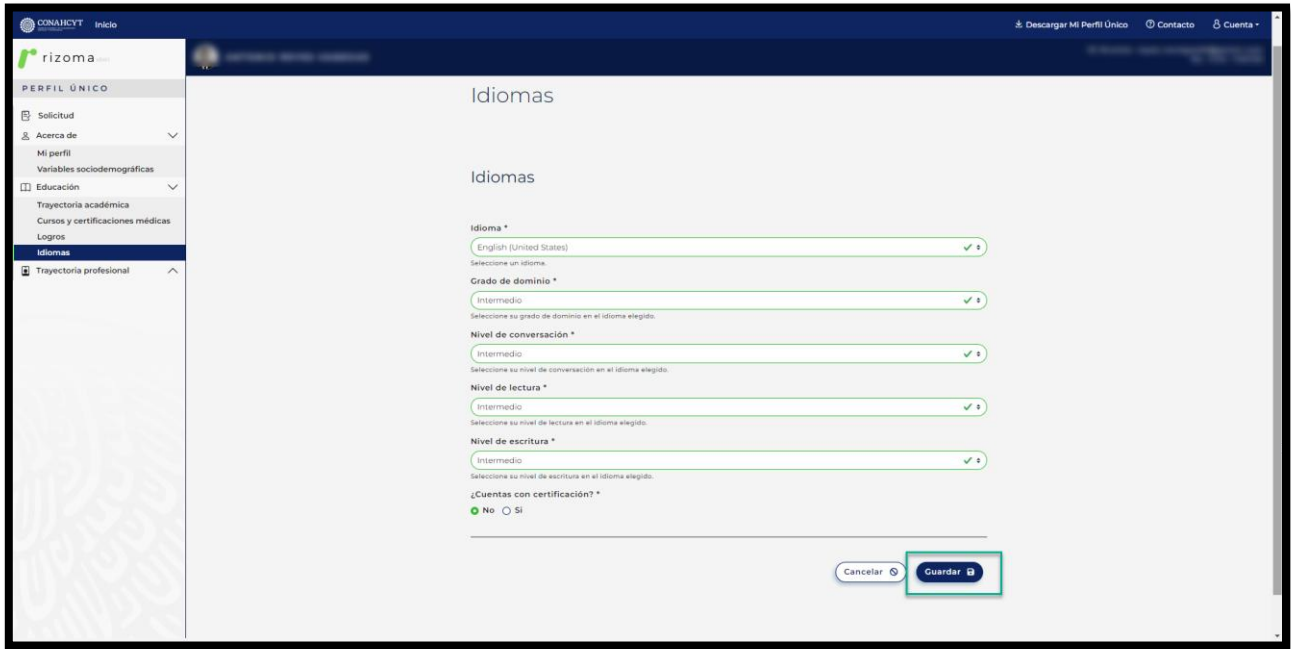 CONAHCYT Inicio
Descargar Mi Perfil Único Contacto Cuenta
rizoma
PERFIL ÚNICO
Solicitud
Acerca de
Mi perfil
Variables sociodemográficas
Educación
Trayectoria académica
Cursos y certificaciones médicas
Logros
Idiomas
Trayectoria profesional
Idiomas
Idiomas
Idioma *
English (United States)
Seleccione un idioma.
Grado de dominio *
Intermedio
Seleccione su grado de dominio en el idioma elegido.
Nivel de conversación *
Intermedio
Seleccione su nivel de conversación en el idioma elegido.
Nivel de lectura *
Intermedio
Seleccione su nivel de lectura en el idioma elegido.
Nivel de escritura *
Intermedio
Seleccione su nivel de escritura en el idioma elegido.
¿Cuentas con certificación? *
No Si
Cancelar Guardar